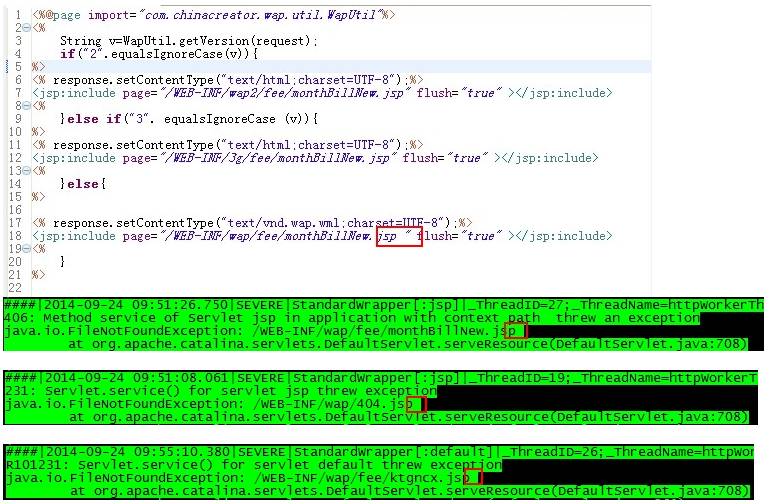 1 <%@page import="com.chinacreator.wap.util.WapUtil"%>
2 <%
3 String v=WapUtil.getVersion(request);
4 if("2".equalsIgnoreCase(v)){
5 %>
6 <% response.setContentType("text/html;charset=UTF-8");%>
7 <jsp:include page="/WEB-INF/wap2/fee/monthBillNew.jsp" flush="true" ></jsp:include>
8 <%
9 }else if("3". equalsIgnoreCase (v)){
10 %>
11 <% response.setContentType("text/html;charset=UTF-8");%>
12 <jsp:include page="/WEB-INF/3g/fee/monthBillNew.jsp" flush="true" ></jsp:include>
13 <%
14 }else{
15 %>
16
17 <% response.setContentType("text/vnd.wap.wml;charset=UTF-8");%>
18 <jsp:include page="/WEB-INF/wap/fee/monthBillNew.jsp " flush="true" ></jsp:include>
19 <%
20 }
21 %>
22
####|2014-09-24 09:51:26.750|SEVERE|StandardWrapper[:jsp]|_ThreadID=27;_ThreadName=httpWorkerTh
406: Method service of Servlet jsp in application with context path  threw an exception
java.io.FileNotFoundException: /WEB-INF/wap/fee/monthBillNew.jsp
at org.apache.catalina.servlets.DefaultServlet.serveResource(DefaultServlet.java:708)
####|2014-09-24 09:51:08.061|SEVERE|StandardWrapper[:jsp]|_ThreadID=19;_ThreadName=httpWorkerT
231: Servlet.service() for servlet jsp threw exception
java.io.FileNotFoundException: /WEB-INF/wap/404.jsp
at org.apache.catalina.servlets.DefaultServlet.serveResource(DefaultServlet.java:708)
####|2014-09-24 09:55:10.380|SEVERE|StandardWrapper[:default]|_ThreadID=26;_ThreadName=httpWor
R101231: Servlet.service() for servlet default threw exception
java.io.FileNotFoundException: /WEB-INF/wap/fee/ktgncx.jsp
at org.apache.catalina.servlets.DefaultServlet.serveResource(DefaultServlet.java:708)